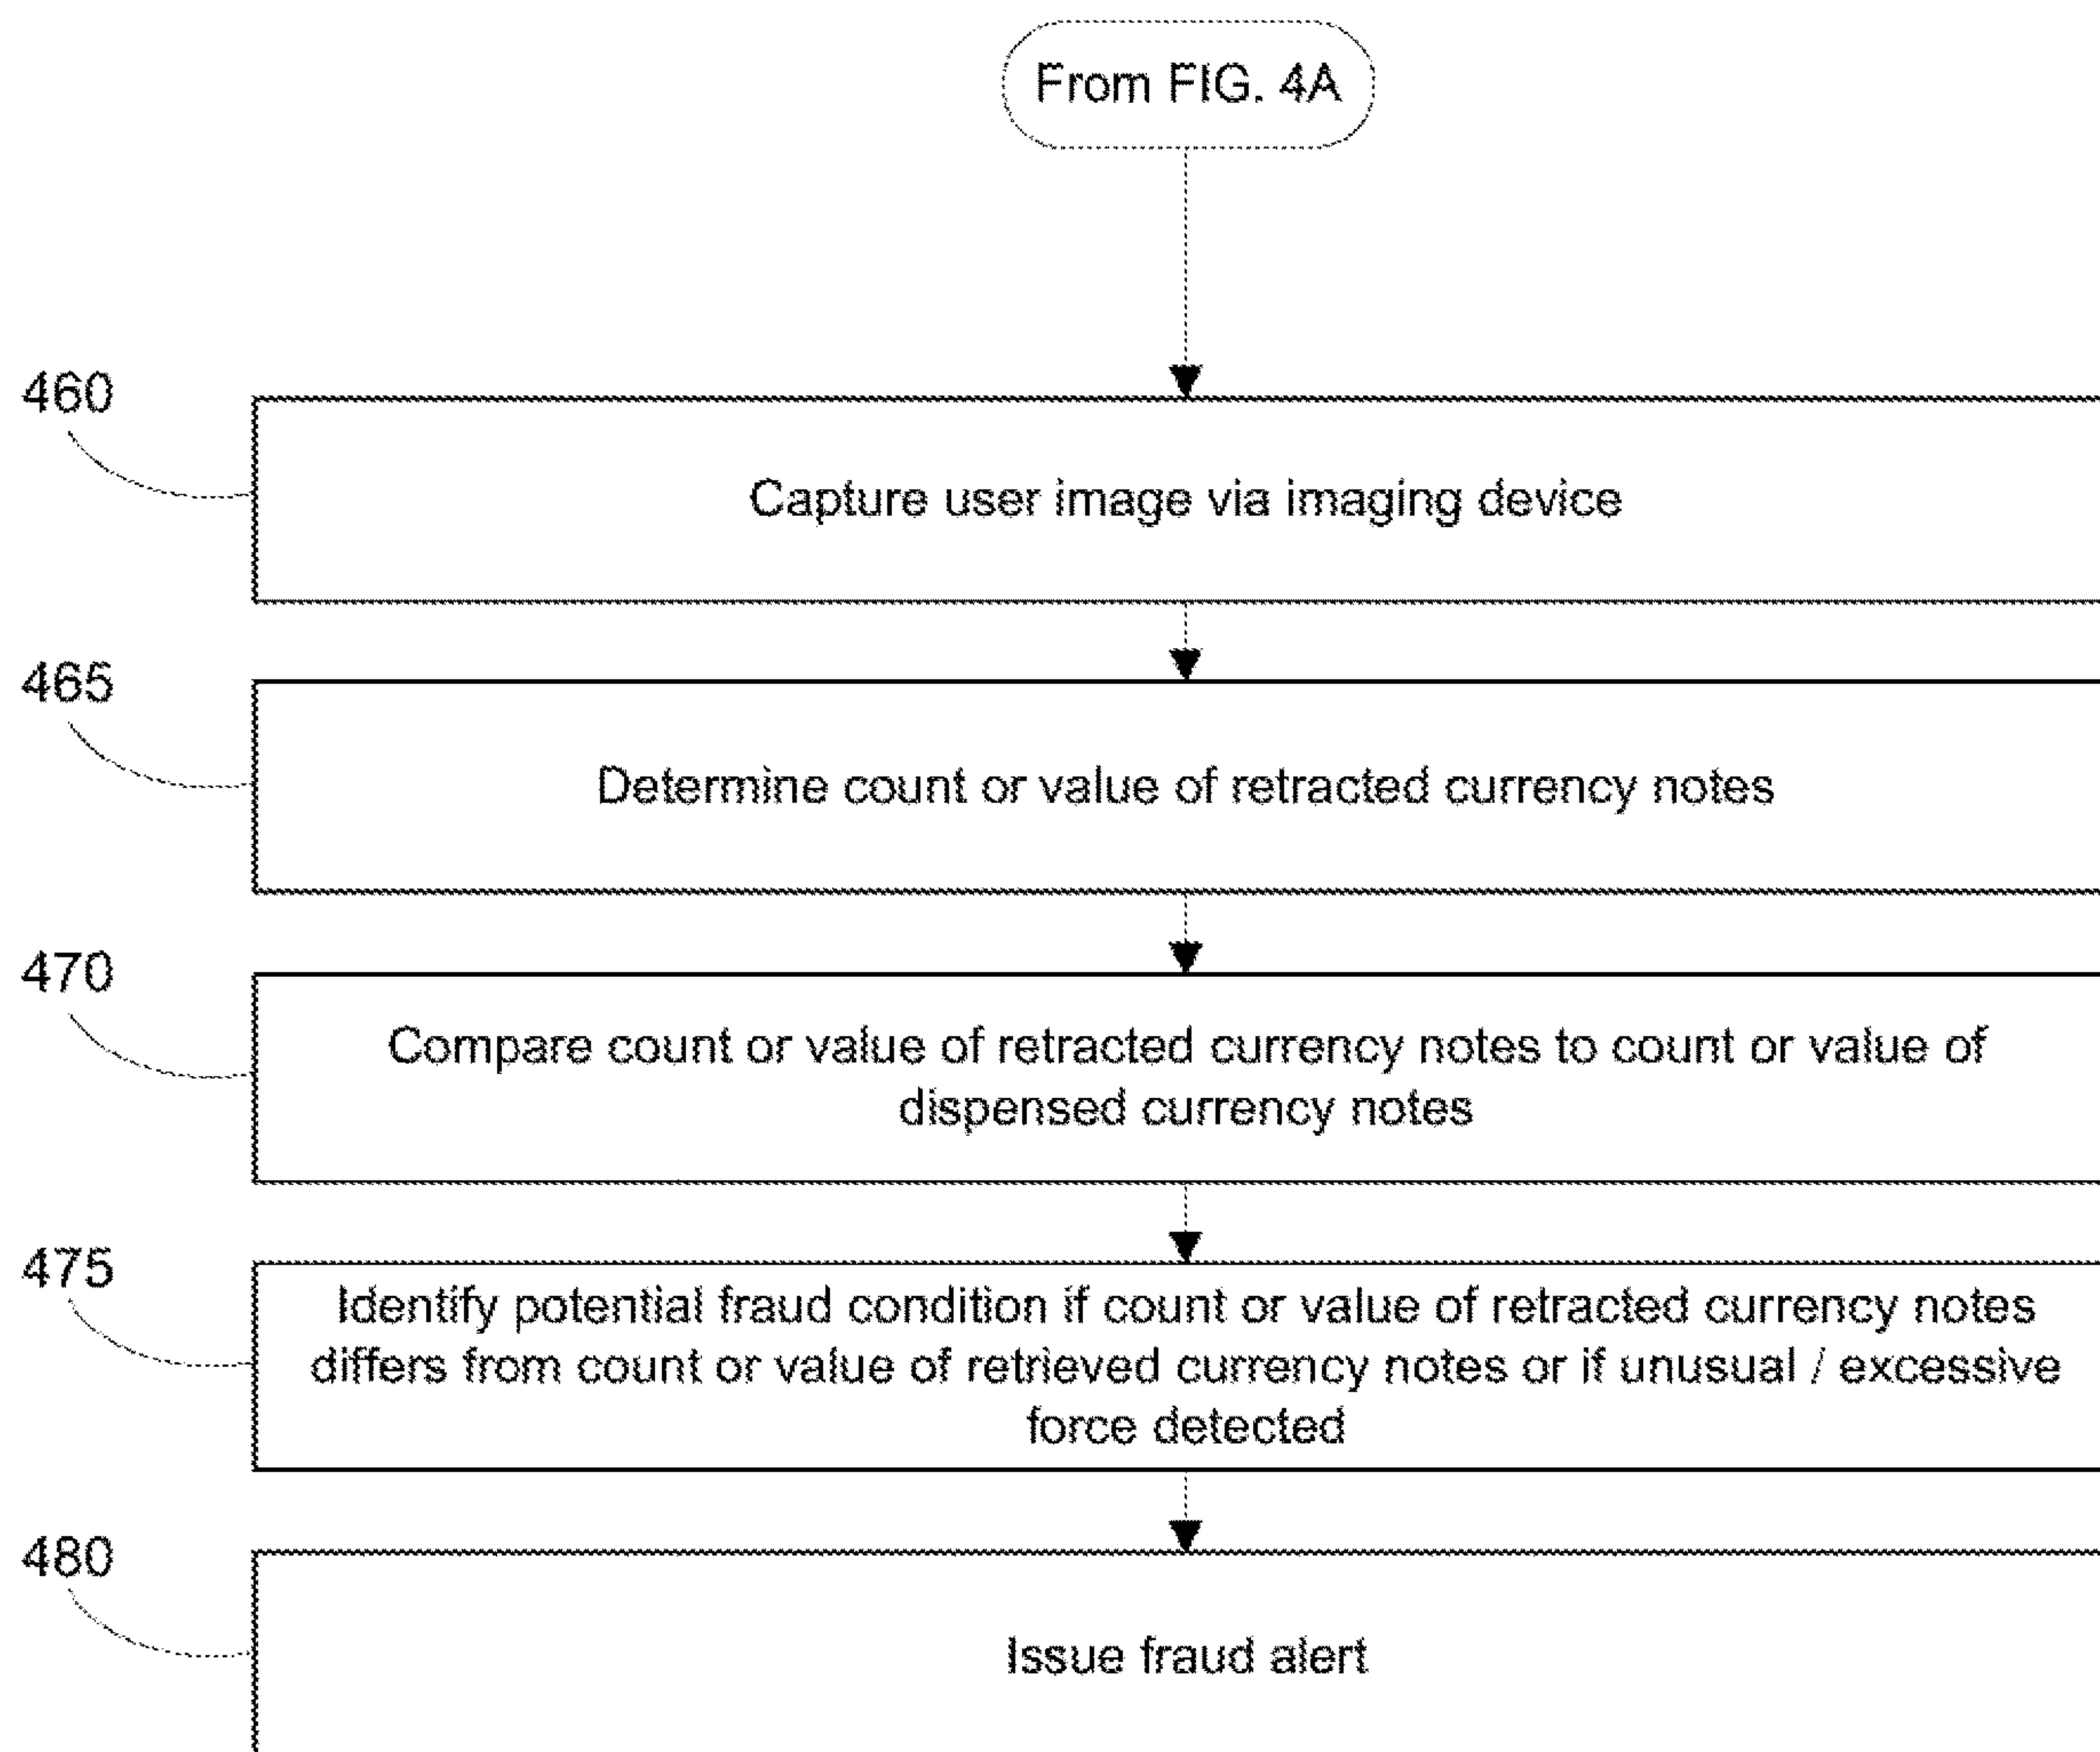 From FIG. 4A
460
Capture user image via imaging device
465
Determine count or value of retracted currency notes
470
Compare count or value of retracted currency notes to count or value of
dispensed currency notes
475
Identify potential fraud condition if count or value of retracted currency notes
differs from count or value of retrieved currency notes or if unusual / excessive
force detected
480
Issue fraud alert